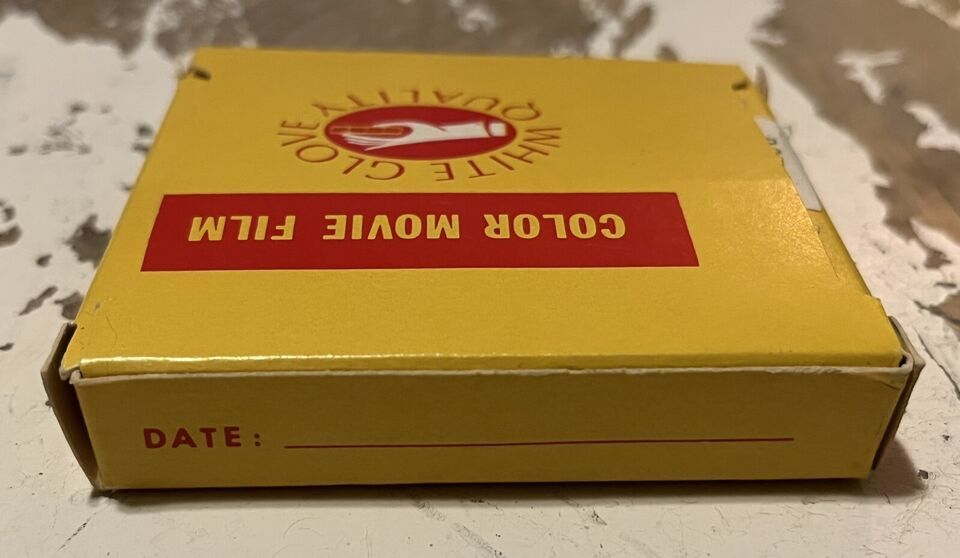 WHITE GLOVE QUALITY
COLOR MOVIE FILM
DATE: